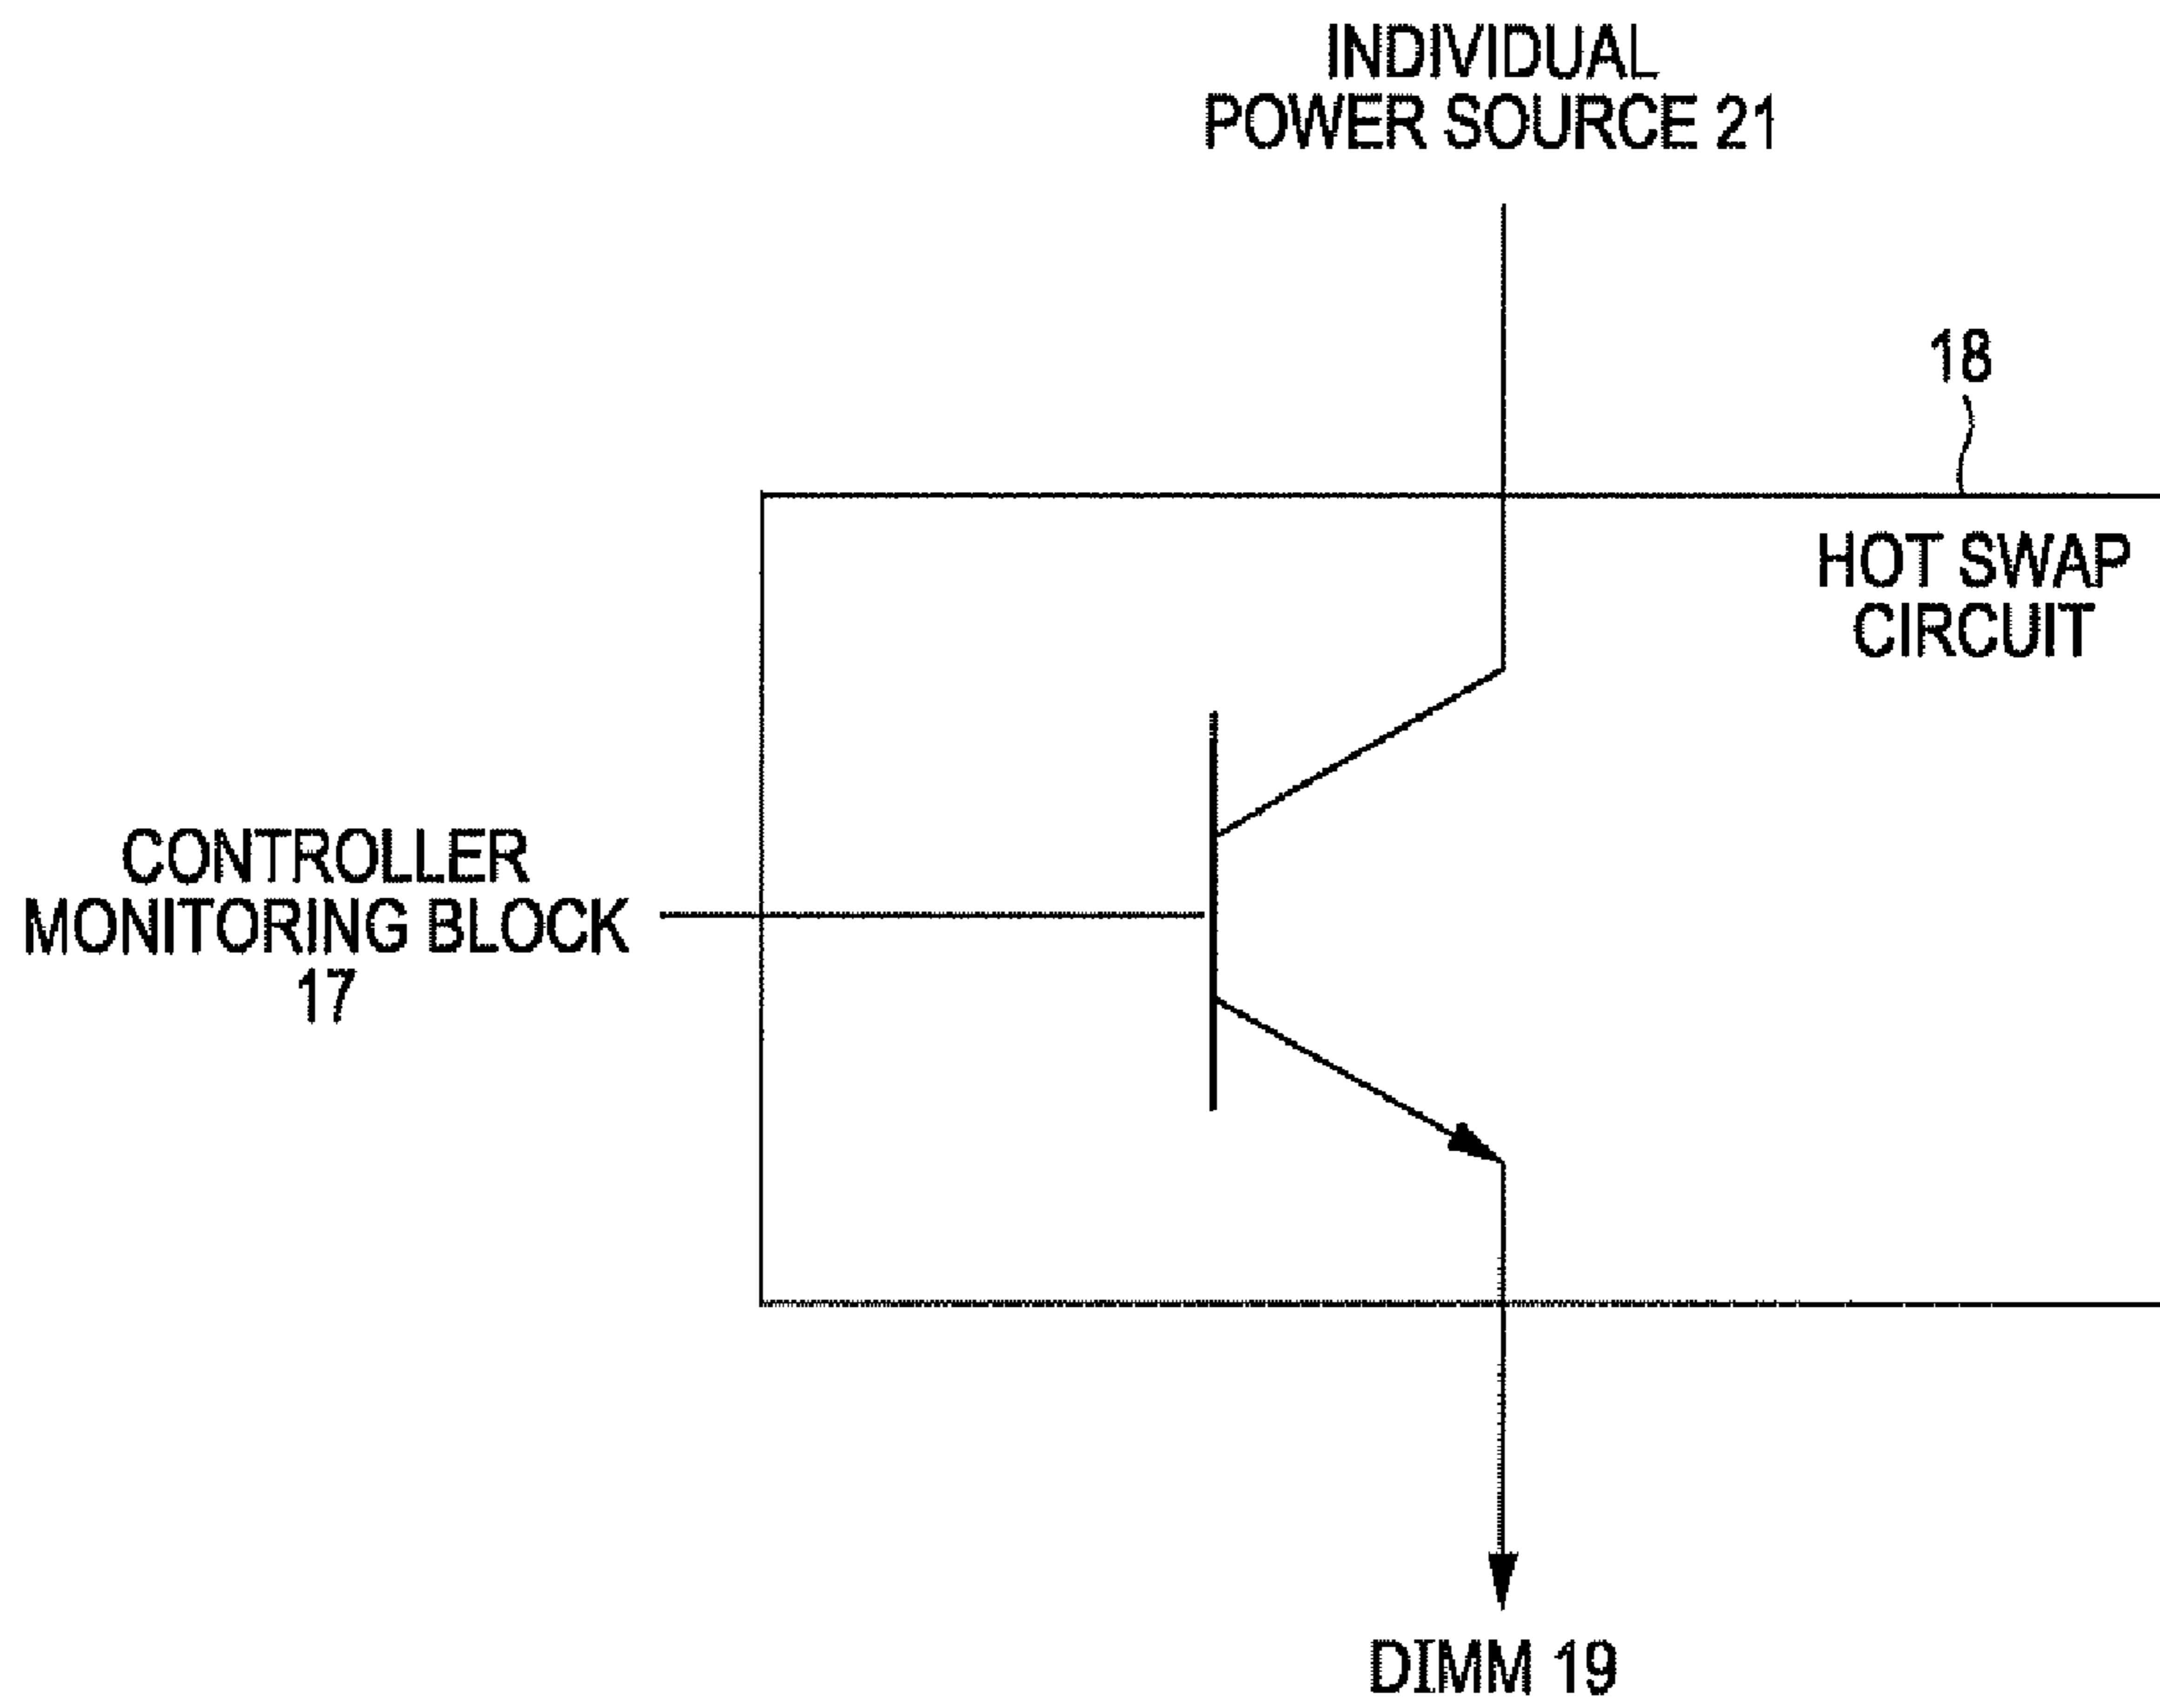 INDIVIDUAL
POWER SOURCE 21
18
HOT SWAP
CIRCUIT
CONTROLLER
MONITORING BLOCK
17
DIMM 19